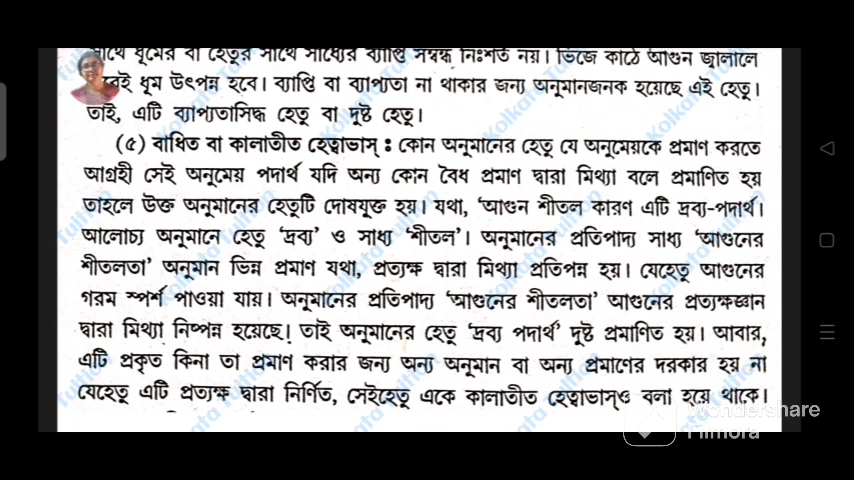 সাথে ধূমের বা হেতুর সাথে সাধ্যের ব্যাপ্তি সম্বন্ধ নিঃশর্ত নয়। ভিজে কাঠে আগুন জ্বালালে
তবেই ধূম উৎপন্ন হবে। ব্যাপ্তি বা ব্যাপ্যতা না থাকার জন্য অনুমানজনক হয়েছে এই হেতু।
তাই, এটি ব্যাপ্যতাসিদ্ধ হেতু বা দুষ্ট হেতু।
(৫) বাধিত বা কালাতীত হেত্বাভাস্ : কোন অনুমানের হেতু যে অনুমেয়কে প্রমাণ করতে
আগ্রহী সেই অনুমেয় পদার্থ যদি অন্য কোন বৈধ প্রমাণ দ্বারা মিথ্যা বলে প্রমাণিত হয়
তাহলে উক্ত অনুমানের হেতুটি দোষযুক্ত হয়। যথা, 'আগুন শীতল কারণ এটি দ্রব্য-পদার্থ।
আলোচ্য অনুমানে হেতু 'দ্রব্য' ও সাধ্য 'শীতল'। অনুমানের প্রতিপাদ্য সাধ্য 'আগুনের
শীতলতা' অনুমান ভিন্ন প্রমাণ যথা, প্রত্যক্ষ দ্বারা মিথ্যা প্রতিপন্ন হয়। যেহেতু আগুনের
গরম স্পর্শ পাওয়া যায়। অনুমানের প্রতিপাদ্য 'আগুনের শীতলতা' আগুনের প্রত্যক্ষজ্ঞান
দ্বারা মিথ্যা নিষ্পন্ন হয়েছে! তাই অনুমানের হেতু 'দ্রব্য পদার্থ' দুষ্ট প্রমাণিত হয়। আবার,
এটি প্রকৃত কিনা তা প্রমাণ করার জন্য অন্য অনুমান বা অন্য প্রমাণের দরকার হয় না
যেহেতু এটি প্রত্যক্ষ দ্বারা নির্ণিত, সেইহেতু একে কালাতীত হেত্বাভাস্ও বলা হয়ে থাকে।
Wondershare
Filmora
Kolkata Tulihon